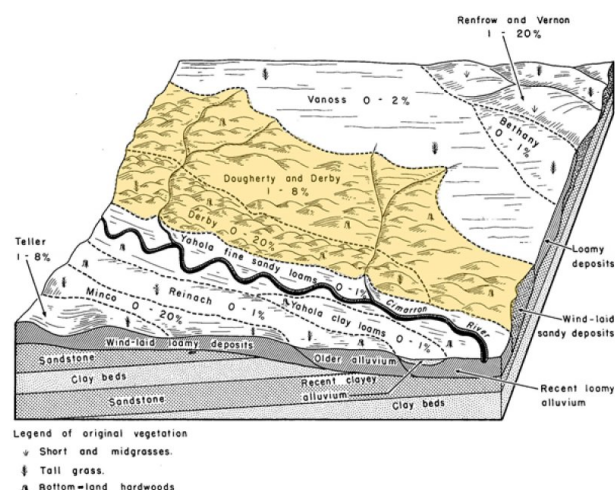 Renfrow and Vernon
1 - 20%
Vanoss 0 - 2%
Bethany
0 - 1%
Dougherty and Derby
1 - 8%
Derby 0 - 20%
Yahola fine sandy loams 0 - 1%
Teller
1 - 8%
Loamy
deposits
Reinach 0 - 1%
Yahola clay loams 0 - 1%
Cimarron River
Minco 0 - 20%
Wind-laid
sandy deposits
Wind-laid loamy deposits
Older alluvium
Sandstone
Clay beds
Recent clayey
alluvium
Recent loamy
alluvium
Sandstone
Clay beds
Legend of original vegetation
Short and midgrasses.
Tall grass.
Bottom-land hardwoods